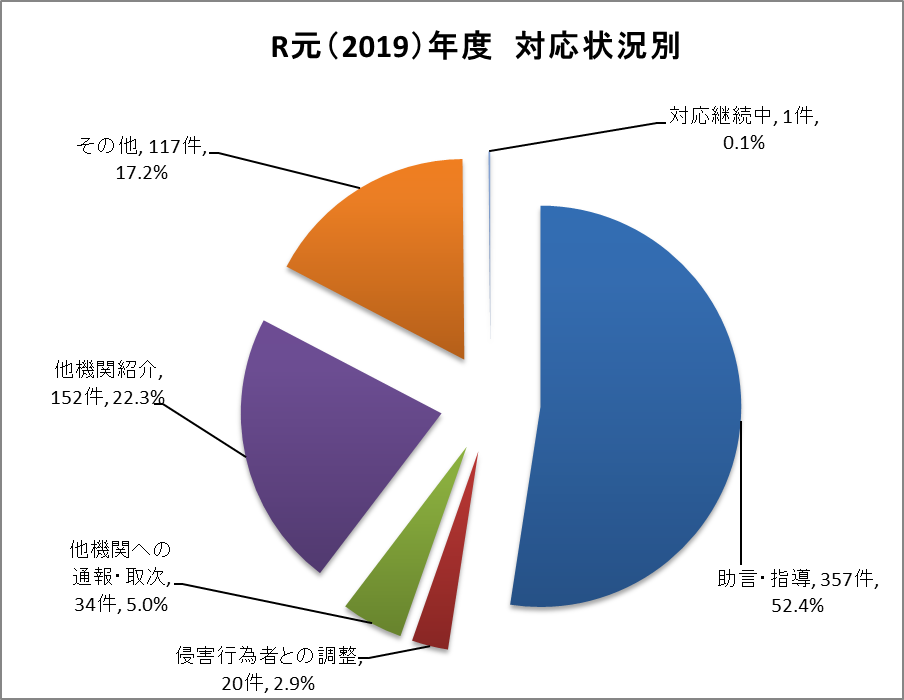 R元（2019）年度　対応状況別
対応継続中, 1件,
0.1%
その他, 117件,
17.2%
他機関紹介,
152件, 22.3%
他機関への
通報・取次,
34件, 5.0%
助言・指導, 357件,
52.4%
侵害行為者との調整,
20件, 2.9%